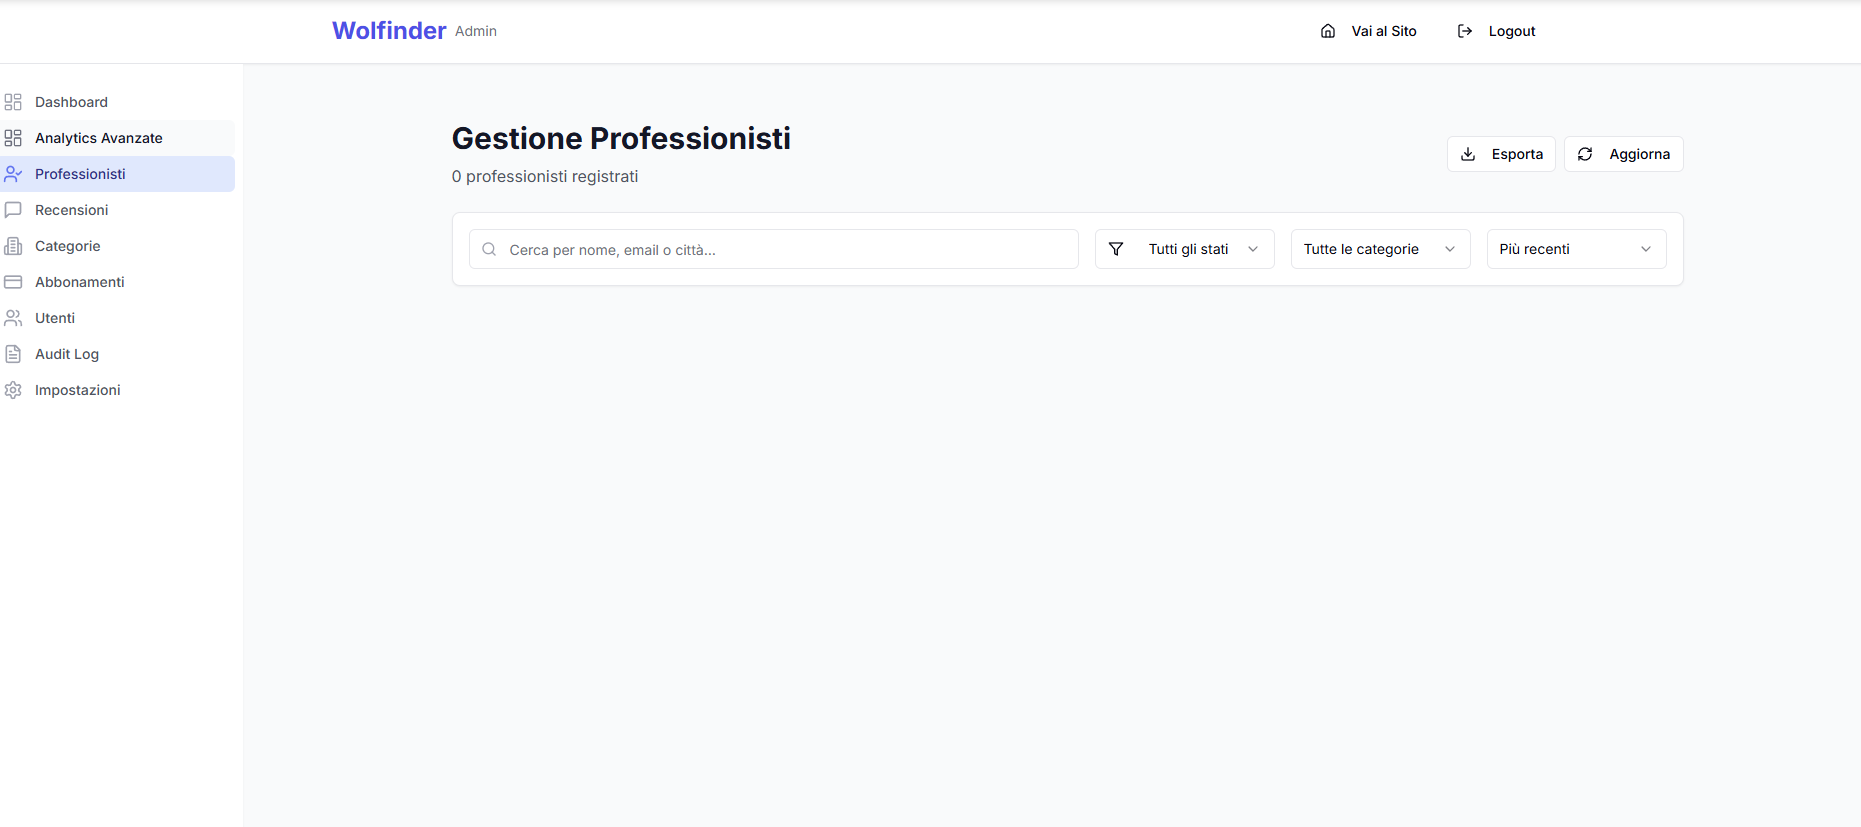 Wolfinder Admin
Vai al Sito
Logout
Dashboard
Analytics Avanzate
Professionisti
Recensioni
Categorie
Abbonamenti
Utenti
Audit Log
Impostazioni
Gestione Professionisti
0 professionisti registrati
Esporta
Aggiorna
Cerca per nome, email o città...
Tutti gli stati
Tutte le categorie
Più recenti